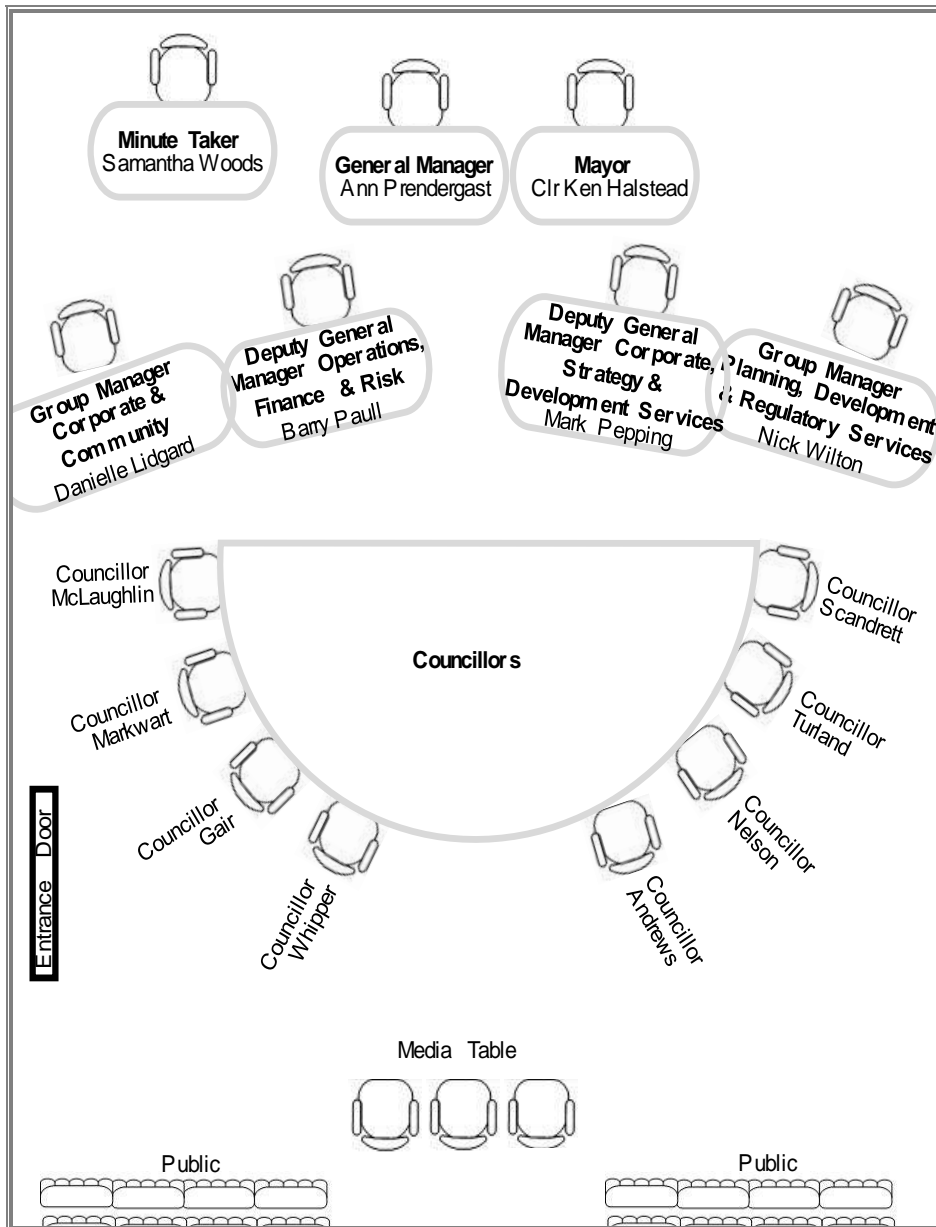 Minute Taker
Samantha Woods
General Manager
Ann Prendergast
Mayor
Clr Ken Halstead
Group Manager
Corporate &
Community
Danielle Lidgard
Deputy General
Manager Operations,
Finance & Risk
Barry Paull
Deputy General
Manager Corporate,
Strategy &
Development Services
Mark Pepping
Group Manager
Planning, Development
& Regulatory Services
Nick Wilton
Councillor
McLaughlin
Councillor
Scandrett
Councillors
Councillor
Markwart
Councillor
Turland
Councillor
Gair
Councillor
Nelson
Councillor
Whipper
Councillor
Andrews
Entrance Door
Media Table
Public
Public